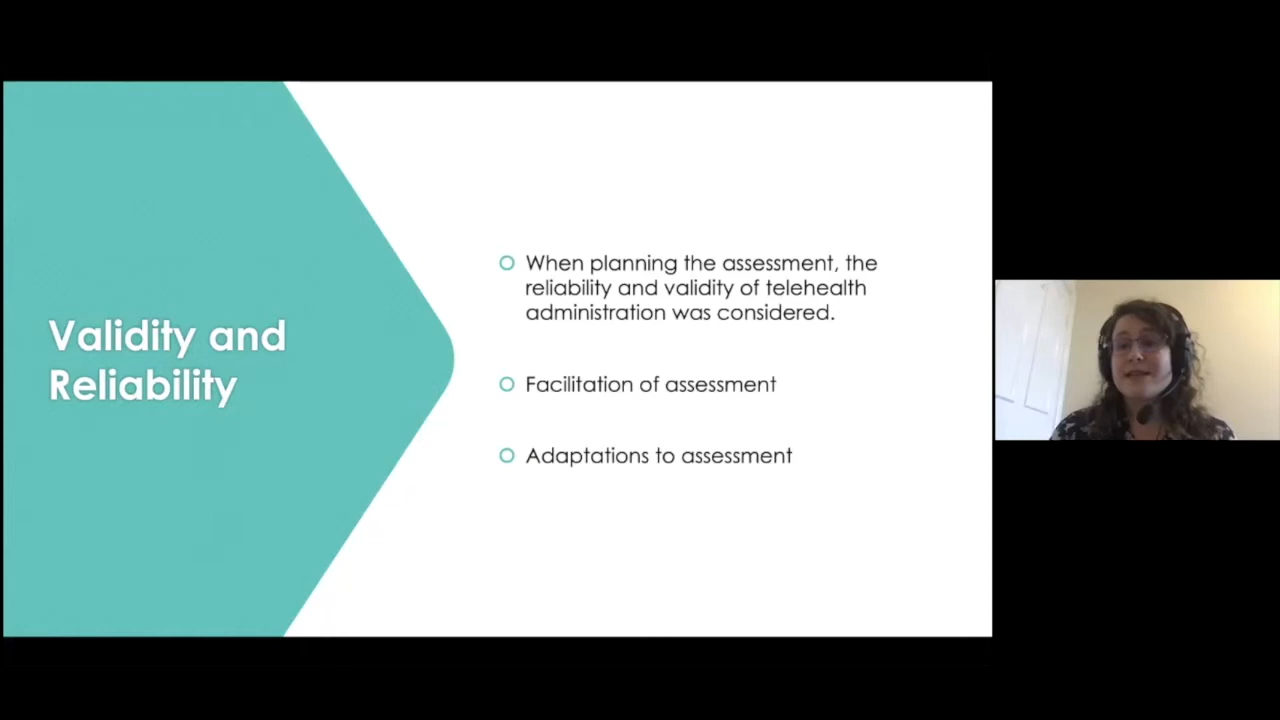 Validity and
Reliability
When planning the assessment, the
reliability and validity of telehealth
administration was considered.
Facilitation of assessment
Adaptations to assessment